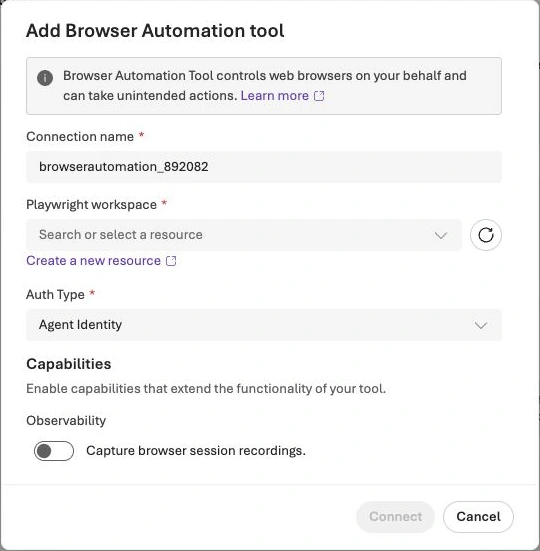 Add Browser Automation tool
Browser Automation Tool controls web browsers on your behalf and
can take unintended actions. Learn more
Connection name *
browserautomation_892082
Playwright workspace *
Search or select a resource
Create a new resource
Auth Type *
Agent Identity
Capabilities
Enable capabilities that extend the functionality of your tool.
Observability
Capture browser session recordings.
Connect
Cancel